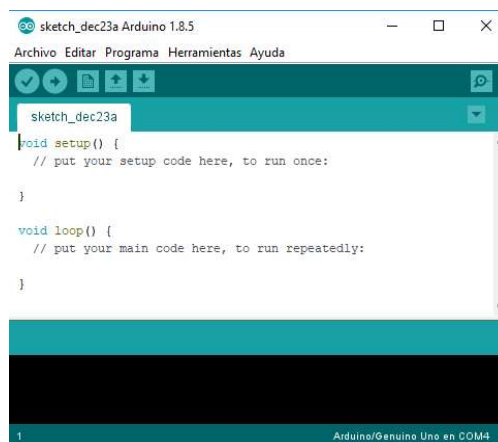 sketch_dec23a Arduino 1.8.5
Archivo Editar Programa Herramientas Ayuda
sketch_dec23a
void setup() {
// put your setup code here, to run once:
}
void loop() {
// put your main code here, to run repeatedly:
}
1 Arduino/Genuino Uno en COM4